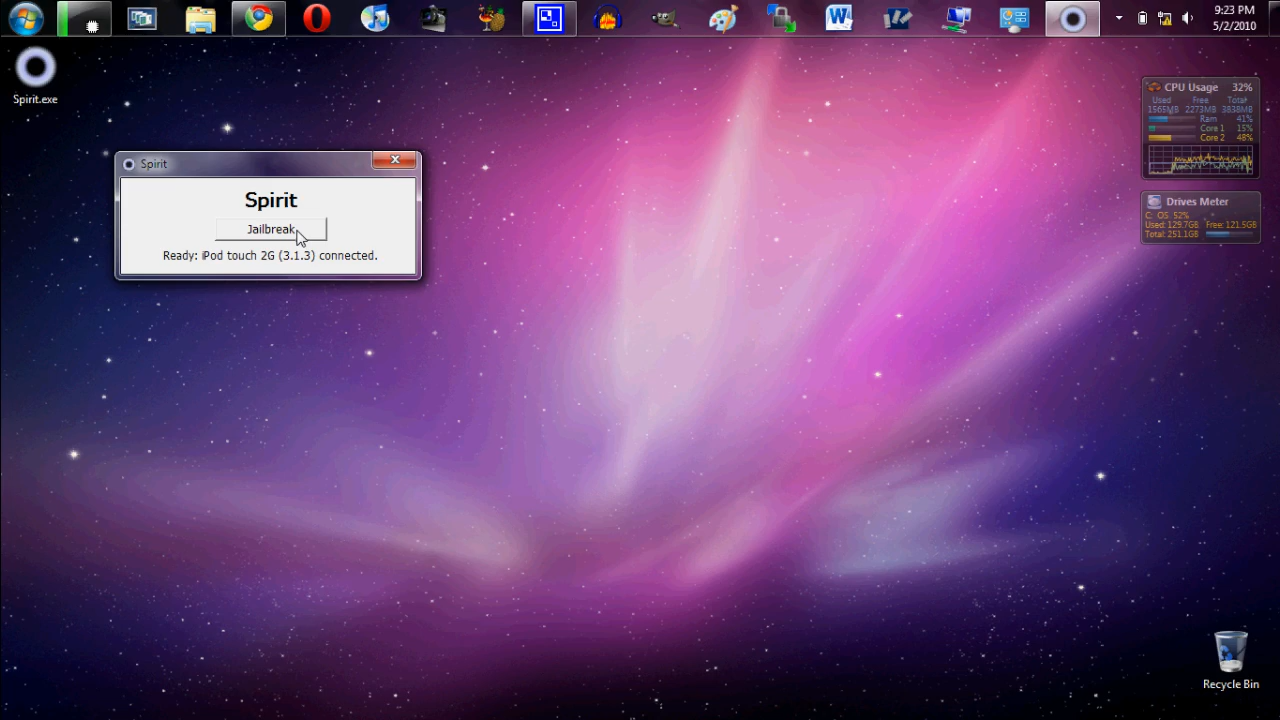 9:23 PM
5/2/2010
Spirit.exe
Spirit
Spirit
Jailbreak
Ready: iPod touch 2G (3.1.3) connected.
CPU Usage 32%
Used Free Total
1565MB 2273MB 3838MB
Ram 41%
Core 1 15%
Core 2 48%
Drives Meter
C: OS 52%
Used: 129.7GB Free: 121.5GB
Total: 251.1GB
Recycle Bin